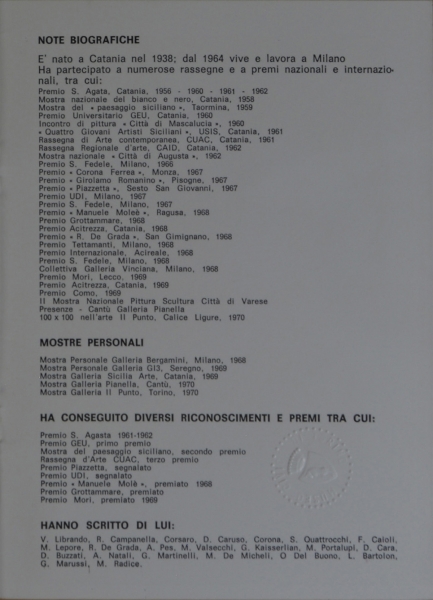 NOTE BIOGRAFICHE
E' nato a Catania nel 1938; dal 1964 vive e lavora a Milano
Ha partecipato a numerose rassegne e a premi nazionali e internazio-
nali, tra cui:
Premio S. Agata, Catania, 1956 - 1960 - 1961 - 1962
Mostra nazionale del bianco e nero, Catania, 1958
Mostra del « paesaggio siciliano », Taormina, 1959
Premio Universitario GEU, Catania, 1960
Incontro di pittura « Città di Mascalucia », 1960
« Quattro Giovani Artisti Siciliani », USIS, Catania, 1961
Rassegna di Arte contemporanea, CUAC, Catania, 1961
Rassegna Regionale d'arte, CAID, Catania, 1962
Mostra nazionale « Città di Augusta », 1962
Premio S. Fedele, Milano, 1966
Premio « Corona Ferrea », Monza, 1967
Premio « Girolamo Romanino », Pisogne, 1967
Premio « Piazzetta », Sesto San Giovanni, 1967
Premio UDI, Milano, 1967
Premio S. Fedele, Milano, 1967
Premio « Manuele Moleè », Ragusa, 1968
Premio Grottammare, 1968
Premio Acitrezza, Catania, 1968
Premio « R. De Grada », San Gimignano, 1968
Premio Tettamanti, Milano, 1968
Premio Internazionale, Acireale, 1968
Premio S. Fedele, Milano, 1968
Collettiva Galleria Vinciana, Milano, 1968
Premio Mori, Lecco, 1969
Premio Acitrezza, Catania, 1969
Premio Como, 1969
II Mostra Nazionale Pittura Scultura Città di Varese
Presenze - Cantù Galleria Pianella
100 x 100 nell'arte Il Punto, Calice Ligure, 1970
MOSTRE PERSONALI
Mostra Personale Galleria Bergamini, Milano, 1968
Mostra Personale Galleria GI3, Seregno, 1969
Mostra Galleria Sicilia Arte, Catania, 1969
Mostra Galleria Pianella, Cantù, 1970
Mostra Galleria Il Punto, Torino, 1970
HA CONSEGUITO DIVERSI RICONOSCIMENTI E PREMI TRA CUI:
Premio S. Agasta 1961-1962
Premio GEU, primo premio
Mostra del paesaggio siciliano, secondo premio
Rassegna d'Arte CUAC, terzo premio
Premio Piazzetta, segnalato
Premio UDI, segnalato
Premio « Manuele Molè », premiato 1968
Premio Grottammare, premiato
Premio Mori, premiato 1969
HANNO SCRITTO DI LUI:
V. Librando, R. Campanella, Corsaro, D. Caruso, Corona, S. Quattrocchi, F. Caioli,
M. Lepore, R. De Grada, A. Pes, M. Valsecchi, G. Kaisserlian, M. Portalupi, D. Cara,
D. Buzzati, A. Natali, G. Martinelli, M. De Micheli, O Del Buono, L. Bartolon,
G. Marussi, M. Radice.